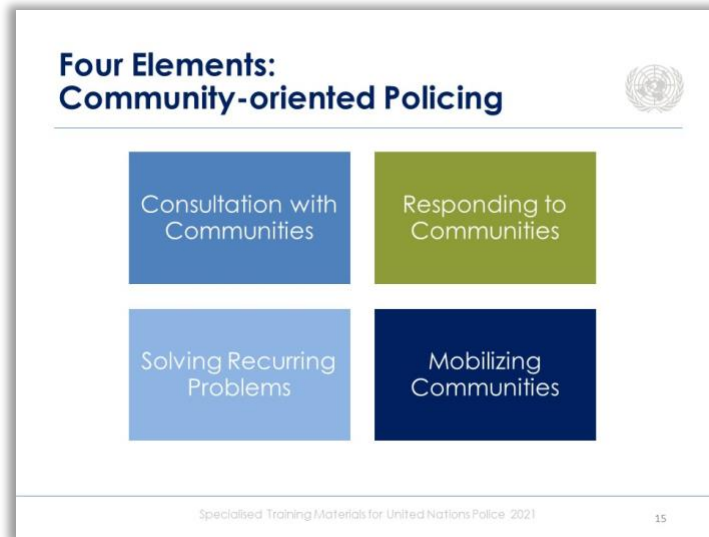 Four Elements:
Community-oriented Policing
Consultation with
Communities
Responding to
Communities
Solving Recurring
Problems
Mobilizing
Communities
Specialised Training Materials for United Nations Police 2021
15